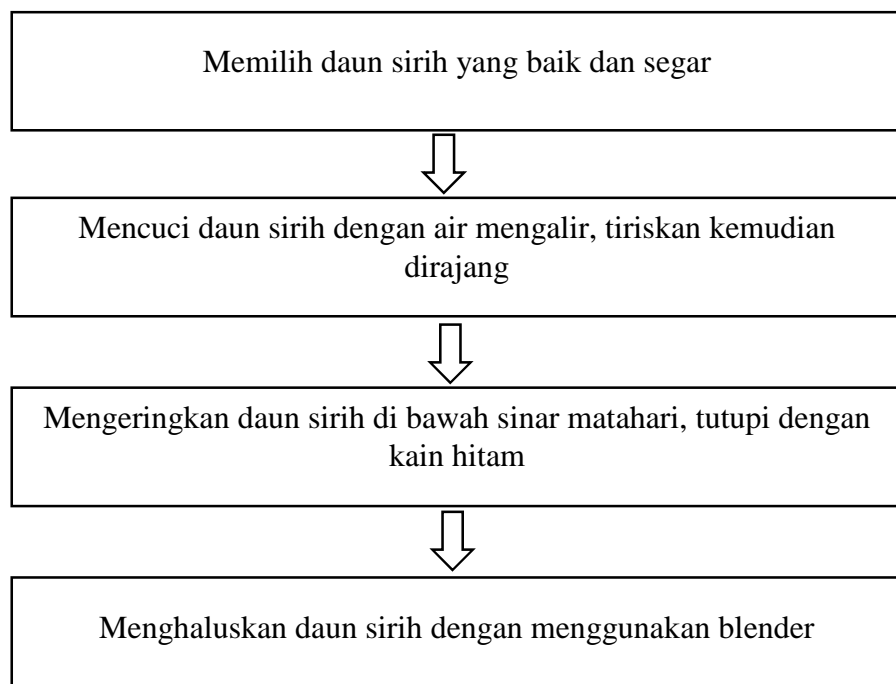 Memilih daun sirih yang baik dan segar
Mencuci daun sirih dengan air mengalir, tiriskan kemudian
dirajang
Mengeringkan daun sirih di bawah sinar matahari, tutupi dengan
kain hitam
Menghaluskan daun sirih dengan menggunakan blender